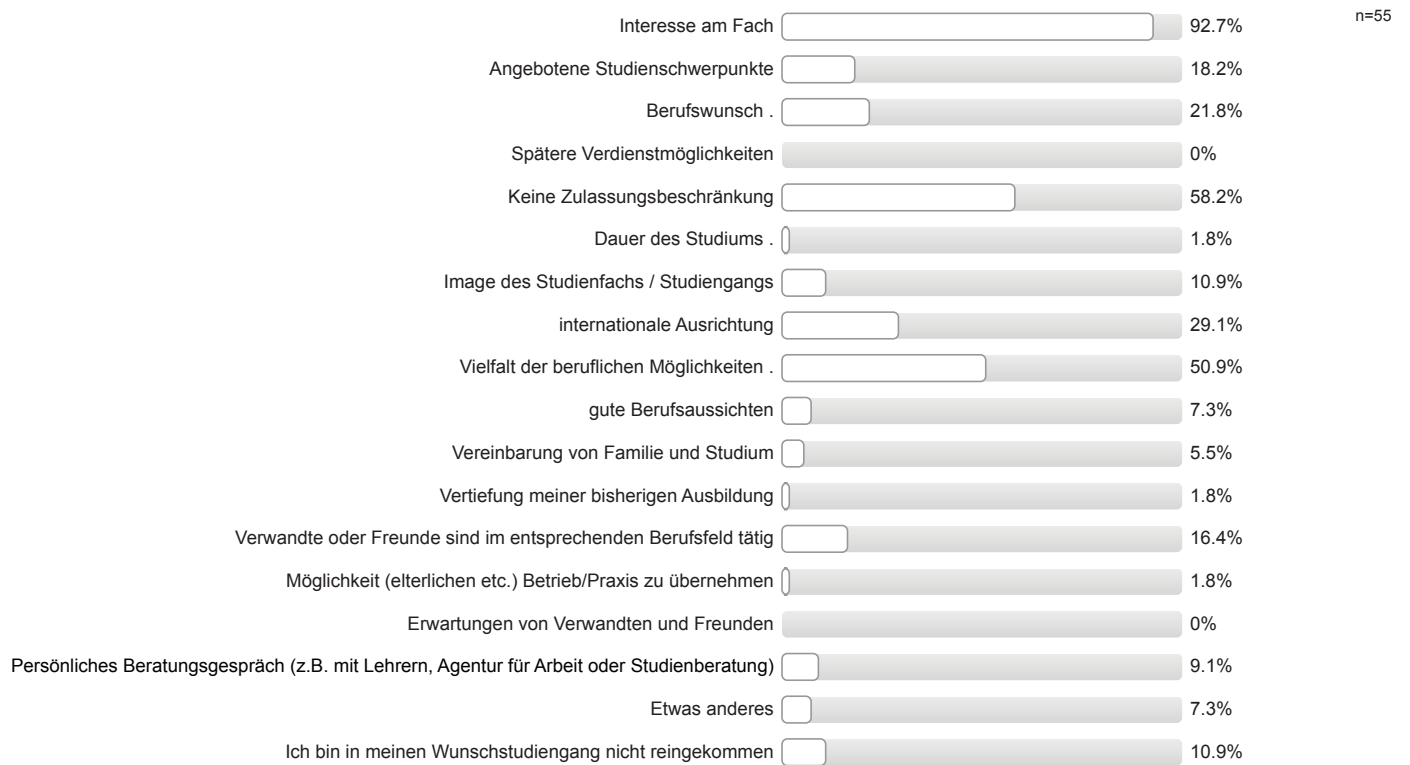 n=55
Interesse am Fach 92.7%
Angebotene Studienschwerpunkte 18.2%
Berufswunsch . 21.8%
Spätere Verdienstmöglichkeiten 0%
Keine Zulassungsbeschränkung 58.2%
Dauer des Studiums . 1.8%
Image des Studienfachs / Studiengangs 10.9%
internationale Ausrichtung 29.1%
Vielfalt der beruflichen Möglichkeiten . 50.9%
gute Berufsaussichten 7.3%
Vereinbarung von Familie und Studium 5.5%
Vertiefung meiner bisherigen Ausbildung 1.8%
Verwandte oder Freunde sind im entsprechenden Berufsfeld tätig 16.4%
Möglichkeit (elterlichen etc.) Betrieb/Praxis zu übernehmen 1.8%
Erwartungen von Verwandten und Freunden 0%
Persönliches Beratungsgespräch (z.B. mit Lehrern, Agentur für Arbeit oder Studienberatung) 9.1%
Etwas anderes 7.3%
Ich bin in meinen Wunschstudiengang nicht reingekommen 10.9%